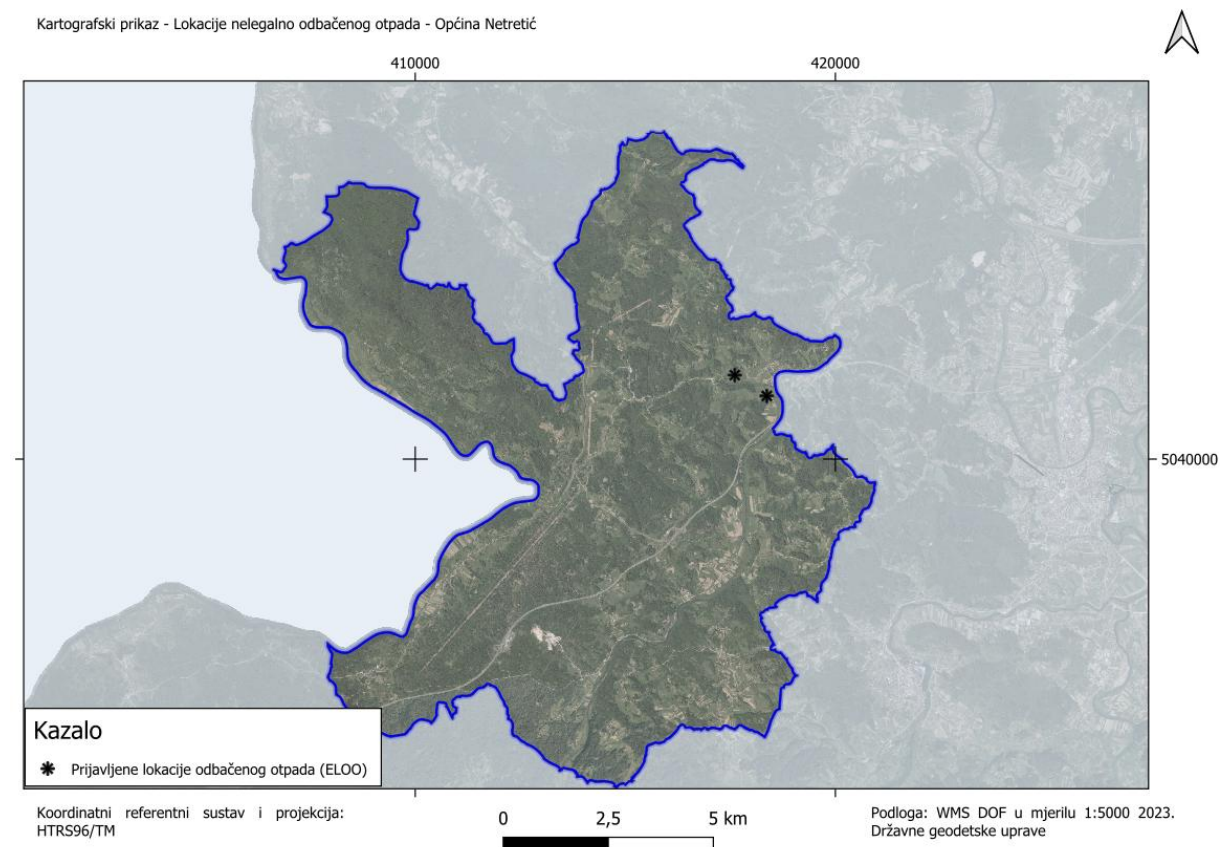 Kartografski prikaz - Lokacije nelegalno odbačenog otpada - Općina Netretić
410000 420000
5040000
Kazalo
Prijavljene lokacije odbačenog otpada (ELOO)
Koordinatni referentni sustav i projekcija:
HTRS96/TM
0 2,5 5 km
Podloga: WMS DOF u mjerilu 1:5000 2023.
Državne geodetske uprave